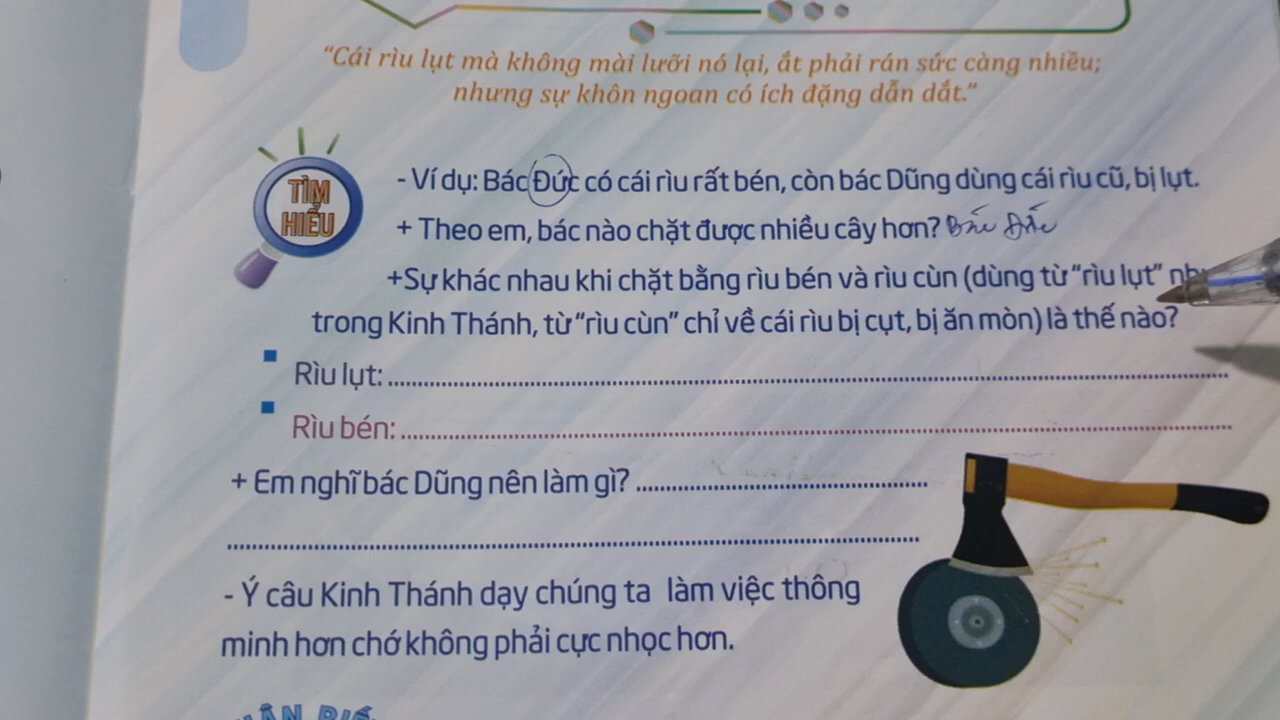 “Cái rìu lụt mà không mài lưỡi nó lại, ắt phải rán sức càng nhiều;
nhưng sự khôn ngoan có ích đặng dẫn dắt.”
TÌM
HIỂU
- Ví dụ: Bác Đức có cái rìu rất bén, còn bác Dũng dùng cái rìu cũ, bị lụt.
+ Theo em, bác nào chặt được nhiều cây hơn? Bác Đức
+Sự khác nhau khi chặt bằng rìu bén và rìu cùn (dùng từ “rìu lụt”
trong Kinh Thánh, từ “rìu cùn” chỉ về cái rìu bị cụt, bị ăn mòn) là thế nào?
Rìu lụt:
Rìu bén:
+ Em nghĩ bác Dũng nên làm gì?
- Ý câu Kinh Thánh dạy chúng ta làm việc thông
minh hơn chớ không phải cực nhọc hơn.